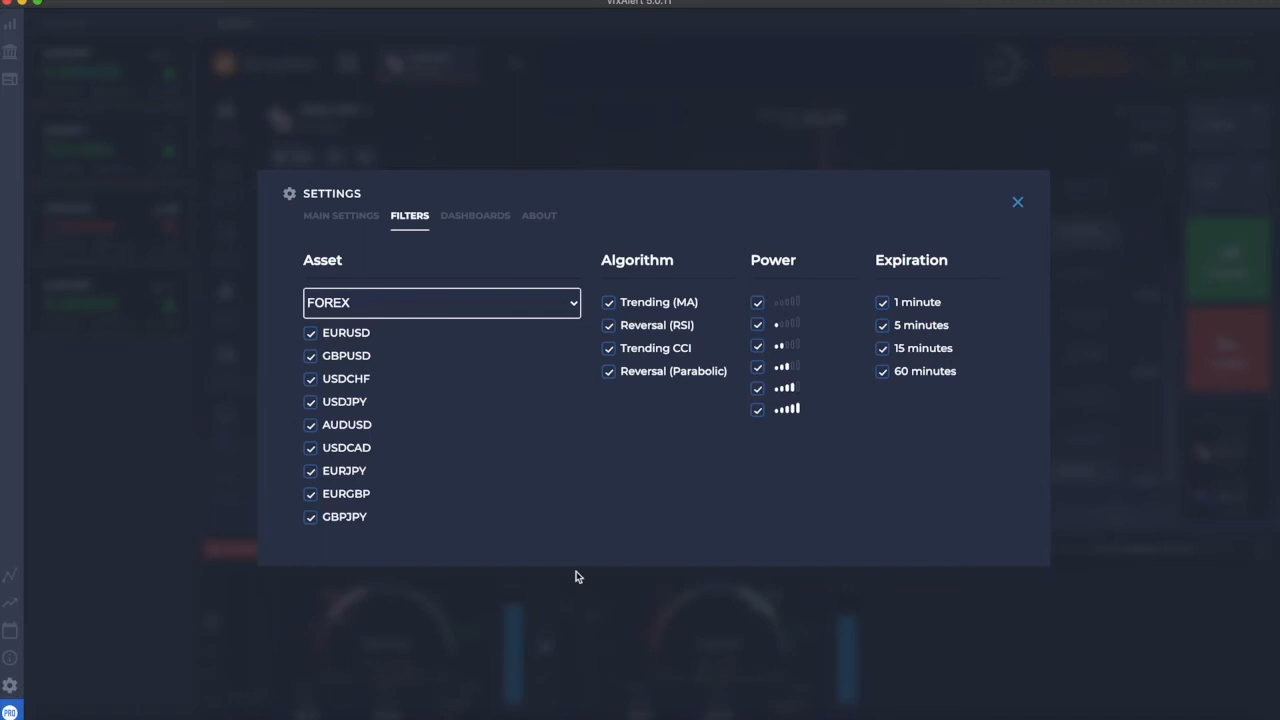 SETTINGS
MAIN SETTINGS FILTERS DASHBOARDS ABOUT
Asset
FOREX
EURUSD
GBPUSD
USDCHF
USDJPY
AUDUSD
USDCAD
EURJPY
EURGBP
GBPJPY
Algorithm
Trending (MA)
Reversal (RSI)
Trending CCI
Reversal (Parabolic)
Power
Expiration
1 minute
5 minutes
15 minutes
60 minutes
PRO